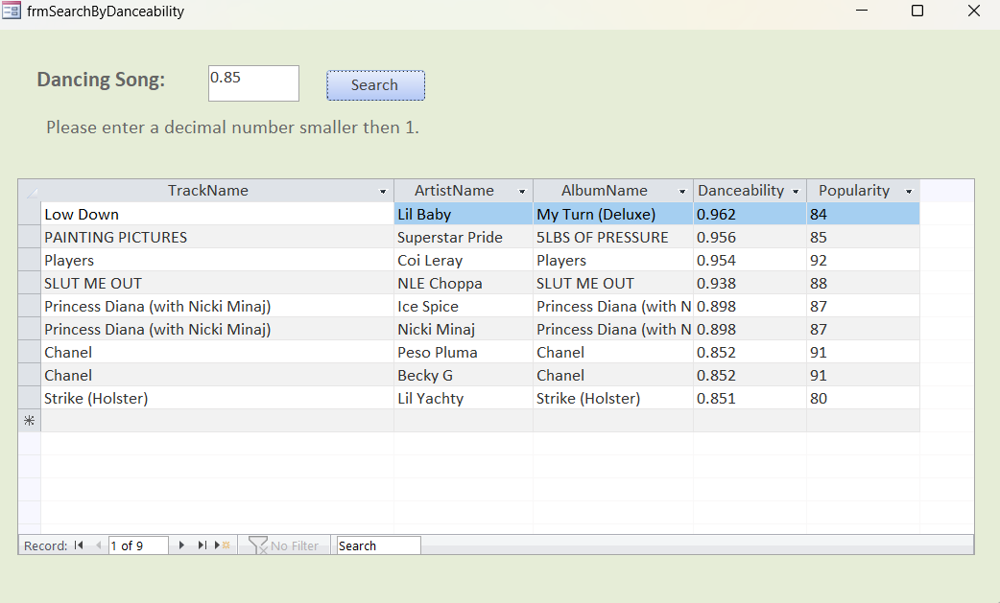 frmSearchByDanceability
Dancing Song: 0.85 Search
Please enter a decimal number smaller then 1.
TrackName ArtistName AlbumName Danceability Popularity
Low Down Lil Baby My Turn (Deluxe) 0.962 84
PAINTING PICTURES Superstar Pride 5LBS OF PRESSURE 0.956 85
Players Coi Leray Players 0.954 92
SLUT ME OUT NLE Choppa SLUT ME OUT 0.938 88
Princess Diana (with Nicki Minaj) Ice Spice Princess Diana (with N 0.898 87
Princess Diana (with Nicki Minaj) Nicki Minaj Princess Diana (with N 0.898 87
Chanel Peso Pluma Chanel 0.852 91
Chanel Becky G Chanel 0.852 91
Strike (Holster) Lil Yachty Strike (Holster) 0.851 80
Record: 1 of 9 No Filter Search